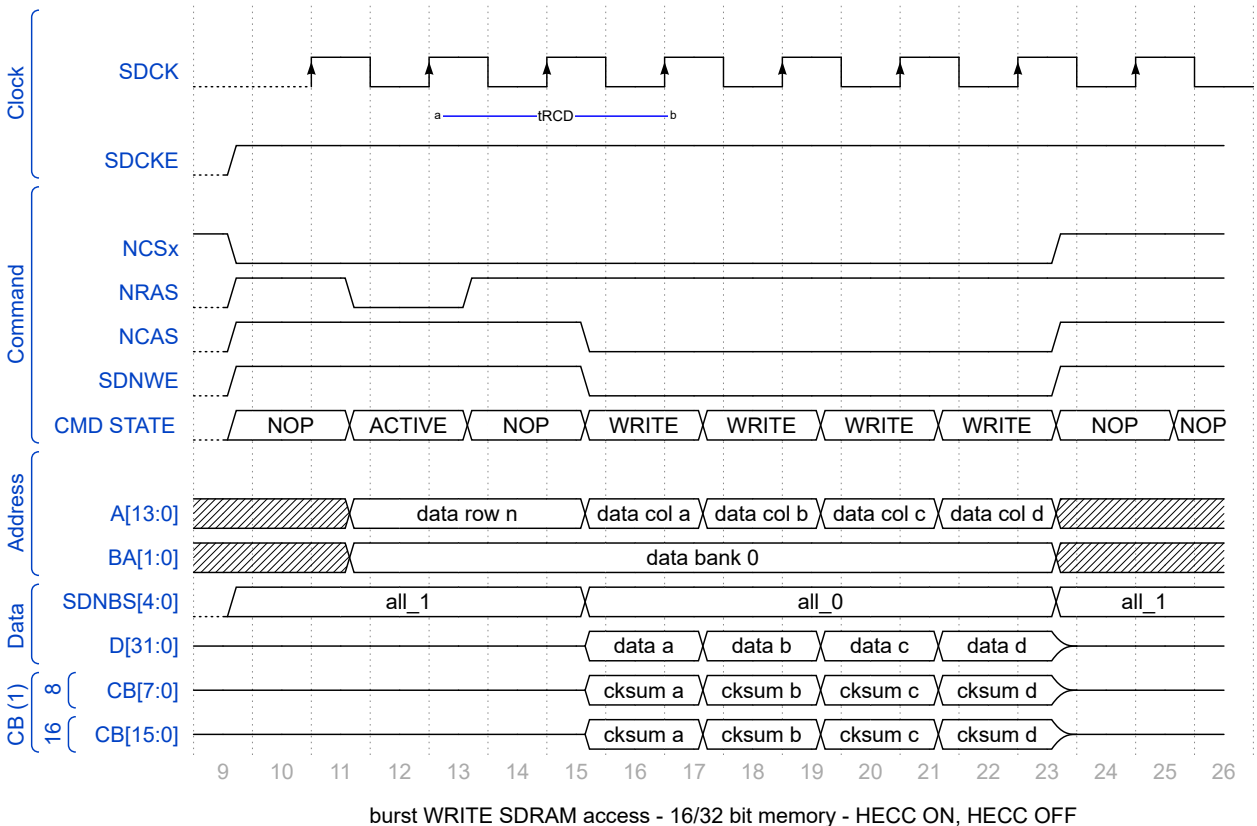 Clock
SDCK
a tRCD b
SDCKE
Command
NCSx
NRAS
NCAS
SDNWE
CMD STATE NOP ACTIVE NOP WRITE WRITE WRITE WRITE NOP NOP
Address
A[13:0] data row n data col a data col b data col c data col d
BA[1:0] data bank 0
Data
SDNBS[4:0] all_1 all_0 all_1
D[31:0] data a data b data c data d
CB (1)
8 CB[7:0] cksum a cksum b cksum c cksum d
16 CB[15:0] cksum a cksum b cksum c cksum d
9 10 11 12 13 14 15 16 17 18 19 20 21 22 23 24 25 26
burst WRITE SDRAM access - 16/32 bit memory - HECC ON, HECC OFF